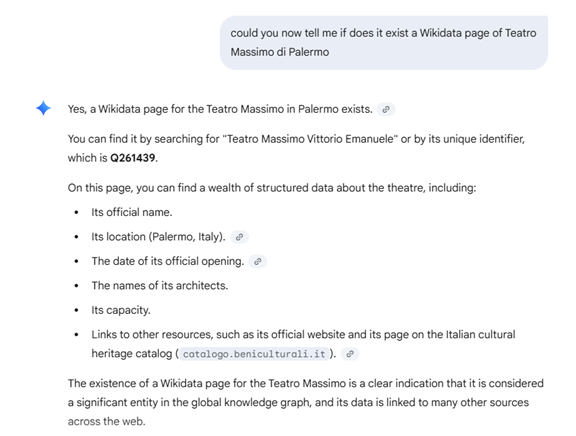 could you now tell me if does it exist a Wikidata page of Teatro
Massimo di Palermo
Yes, a Wikidata page for the Teatro Massimo in Palermo exists.
You can find it by searching for "Teatro Massimo Vittorio Emanuele" or by its unique identifier,
which is Q261439.
On this page, you can find a wealth of structured data about the theatre, including:
• Its official name.
• Its location (Palermo, Italy).
• The date of its official opening.
• The names of its architects.
• Its capacity.
• Links to other resources, such as its official website and its page on the Italian cultural
heritage catalog ( catalogo.beniculturali.it ).
The existence of a Wikidata page for the Teatro Massimo is a clear indication that it is considered
a significant entity in the global knowledge graph, and its data is linked to many other sources
across the web.